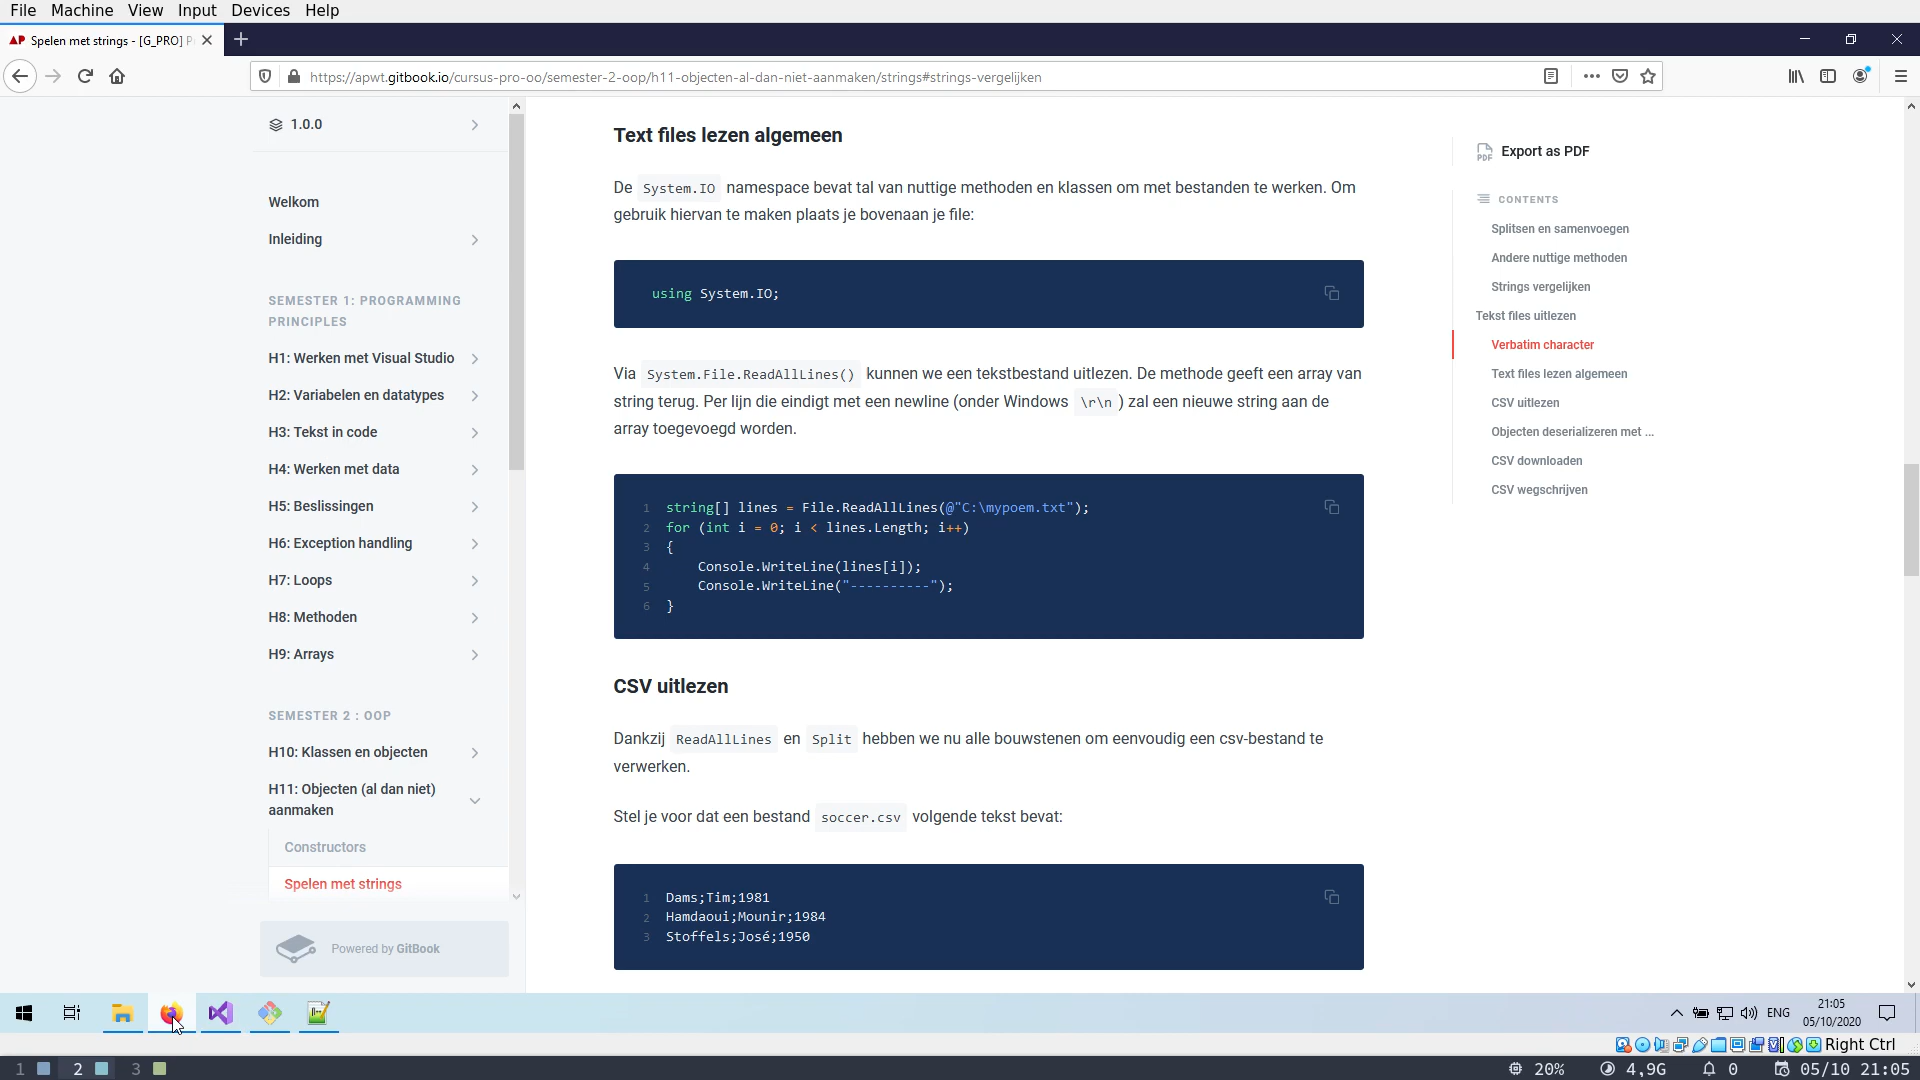 File Machine View Input Devices Help
Spelen met strings - [G_PRO] P
https://apwt.gitbook.io/cursus-pro-oo/semester-2-oop/h11-objecten-al-dan-niet-aanmaken/strings#strings-vergelijken
1.0.0
Welkom
Inleiding
SEMESTER 1: PROGRAMMING
PRINCIPLES
H1: Werken met Visual Studio
H2: Variabelen en datatypes
H3: Tekst in code
H4: Werken met data
H5: Beslissingen
H6: Exception handling
H7: Loops
H8: Methoden
H9: Arrays
SEMESTER 2 : OOP
H10: Klassen en objecten
H11: Objecten (al dan niet)
aanmaken
Constructors
Spelen met strings
Powered by GitBook
Text files lezen algemeen
De System.IO namespace bevat tal van nuttige methoden en klassen om met bestanden te werken. Om
gebruik hiervan te maken plaats je bovenaan je file:
using System.IO;
Via System.File.ReadAllLines() kunnen we een tekstbestand uitlezen. De methode geeft een array van
string terug. Per lijn die eindigt met een newline (onder Windows \r\n ) zal een nieuwe string aan de
array toegevoegd worden.
1 string[] lines = File.ReadAllLines(@"C:\mypoem.txt");
2 for (int i = 0; i < lines.Length; i++)
3 {
4 Console.WriteLine(lines[i]);
5 Console.WriteLine("----------");
6 }
CSV uitlezen
Dankzij ReadAllLines en Split hebben we nu alle bouwstenen om eenvoudig een csv-bestand te
verwerken.
Stel je voor dat een bestand soccer.csv volgende tekst bevat:
1 Dams;Tim;1981
2 Hamdaoui;Mounir;1984
3 Stoffels;José;1950
PDF Export as PDF
CONTENTS
Splitsen en samenvoegen
Andere nuttige methoden
Strings vergelijken
Tekst files uitlezen
Verbatim character
Text files lezen algemeen
CSV uitlezen
Objecten deserializeren met ...
CSV downloaden
CSV wegschrijven
ENG
21:05
05/10/2020
Right Ctrl
1 2 3
20% 4,9G 0 05/10 21:05